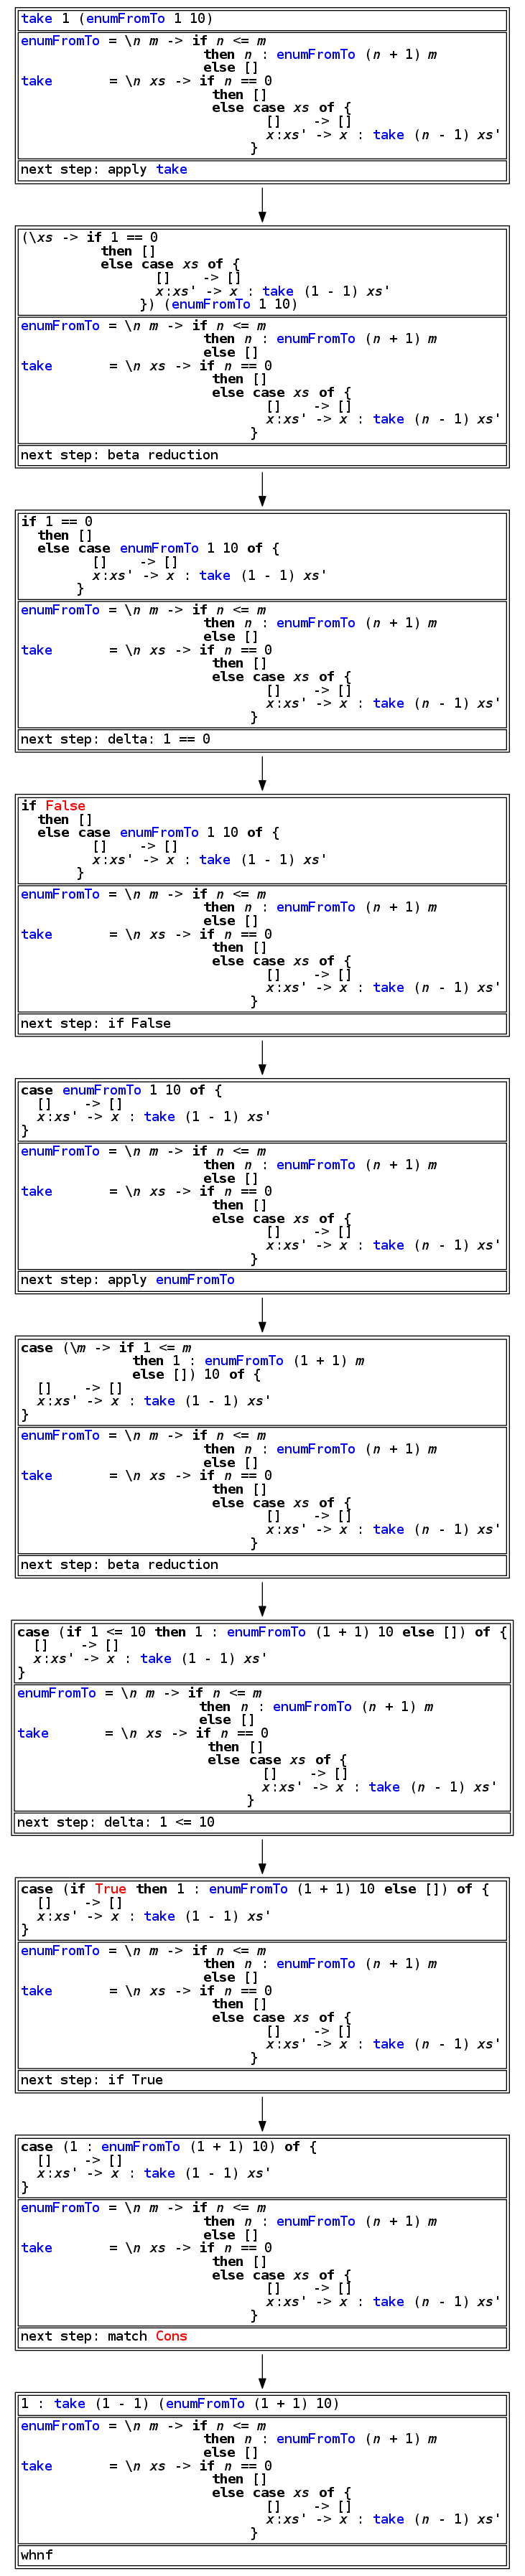 take 1 (enumFromTo 1 10)
enumFromTo = \n m -> if n <= m
                       then n : enumFromTo (n + 1) m
                       else []
take       = \n xs -> if n == 0
                        then []
                        else case xs of {
                               []    -> []
                               x:xs' -> x : take (n - 1) xs'
                             }
next step: apply take
(\xs -> if 1 == 0
          then []
          else case xs of {
                 []    -> []
                 x:xs' -> x : take (1 - 1) xs'
               }) (enumFromTo 1 10)
enumFromTo = \n m -> if n <= m
                       then n : enumFromTo (n + 1) m
                       else []
take       = \n xs -> if n == 0
                        then []
                        else case xs of {
                               []    -> []
                               x:xs' -> x : take (n - 1) xs'
                             }
next step: beta reduction
if 1 == 0
  then []
  else case enumFromTo 1 10 of {
         []    -> []
         x:xs' -> x : take (1 - 1) xs'
       }
enumFromTo = \n m -> if n <= m
                       then n : enumFromTo (n + 1) m
                       else []
take       = \n xs -> if n == 0
                        then []
                        else case xs of {
                               []    -> []
                               x:xs' -> x : take (n - 1) xs'
                             }
next step: delta: 1 == 0
if False
  then []
  else case enumFromTo 1 10 of {
         []    -> []
         x:xs' -> x : take (1 - 1) xs'
       }
enumFromTo = \n m -> if n <= m
                       then n : enumFromTo (n + 1) m
                       else []
take       = \n xs -> if n == 0
                        then []
                        else case xs of {
                               []    -> []
                               x:xs' -> x : take (n - 1) xs'
                             }
next step: if False
case enumFromTo 1 10 of {
  []    -> []
  x:xs' -> x : take (1 - 1) xs'
}
enumFromTo = \n m -> if n <= m
                       then n : enumFromTo (n + 1) m
                       else []
take       = \n xs -> if n == 0
                        then []
                        else case xs of {
                               []    -> []
                               x:xs' -> x : take (n - 1) xs'
                             }
next step: apply enumFromTo
case (\m -> if 1 <= m
              then 1 : enumFromTo (1 + 1) m
              else []) 10 of {
  []    -> []
  x:xs' -> x : take (1 - 1) xs'
}
enumFromTo = \n m -> if n <= m
                       then n : enumFromTo (n + 1) m
                       else []
take       = \n xs -> if n == 0
                        then []
                        else case xs of {
                               []    -> []
                               x:xs' -> x : take (n - 1) xs'
                             }
next step: beta reduction
case (if 1 <= 10 then 1 : enumFromTo (1 + 1) 10 else []) of {
  []    -> []
  x:xs' -> x : take (1 - 1) xs'
}
enumFromTo = \n m -> if n <= m
                       then n : enumFromTo (n + 1) m
                       else []
take       = \n xs -> if n == 0
                        then []
                        else case xs of {
                               []    -> []
                               x:xs' -> x : take (n - 1) xs'
                             }
next step: delta: 1 <= 10
case (if True then 1 : enumFromTo (1 + 1) 10 else []) of {
  []    -> []
  x:xs' -> x : take (1 - 1) xs'
}
enumFromTo = \n m -> if n <= m
                       then n : enumFromTo (n + 1) m
                       else []
take       = \n xs -> if n == 0
                        then []
                        else case xs of {
                               []    -> []
                               x:xs' -> x : take (n - 1) xs'
                             }
next step: if True
case (1 : enumFromTo (1 + 1) 10) of {
  []    -> []
  x:xs' -> x : take (1 - 1) xs'
}
enumFromTo = \n m -> if n <= m
                       then n : enumFromTo (n + 1) m
                       else []
take       = \n xs -> if n == 0
                        then []
                        else case xs of {
                               []    -> []
                               x:xs' -> x : take (n - 1) xs'
                             }
next step: match Cons
1 : take (1 - 1) (enumFromTo (1 + 1) 10)
enumFromTo = \n m -> if n <= m
                       then n : enumFromTo (n + 1) m
                       else []
take       = \n xs -> if n == 0
                        then []
                        else case xs of {
                               []    -> []
                               x:xs' -> x : take (n - 1) xs'
                             }
whnf